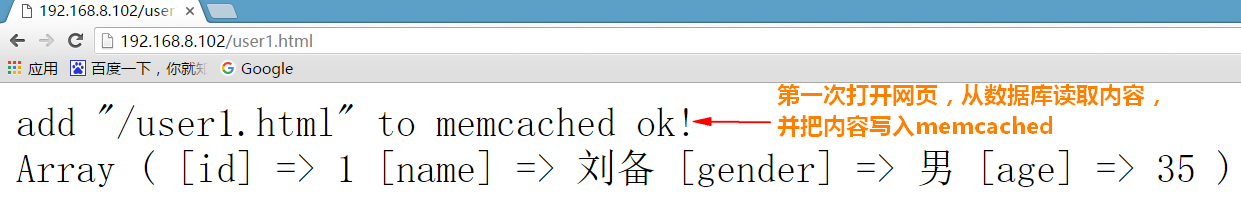 192.168.8.102/user
192.168.8.102/user1.html
应用 百度一下，你就知 Google
第一次打开网页，从数据库读取内容，
并把内容写入memcached
add "/user1.html" to memcached ok!
Array ( [id] => 1 [name] => 刘备 [gender] => 男 [age] => 35 )